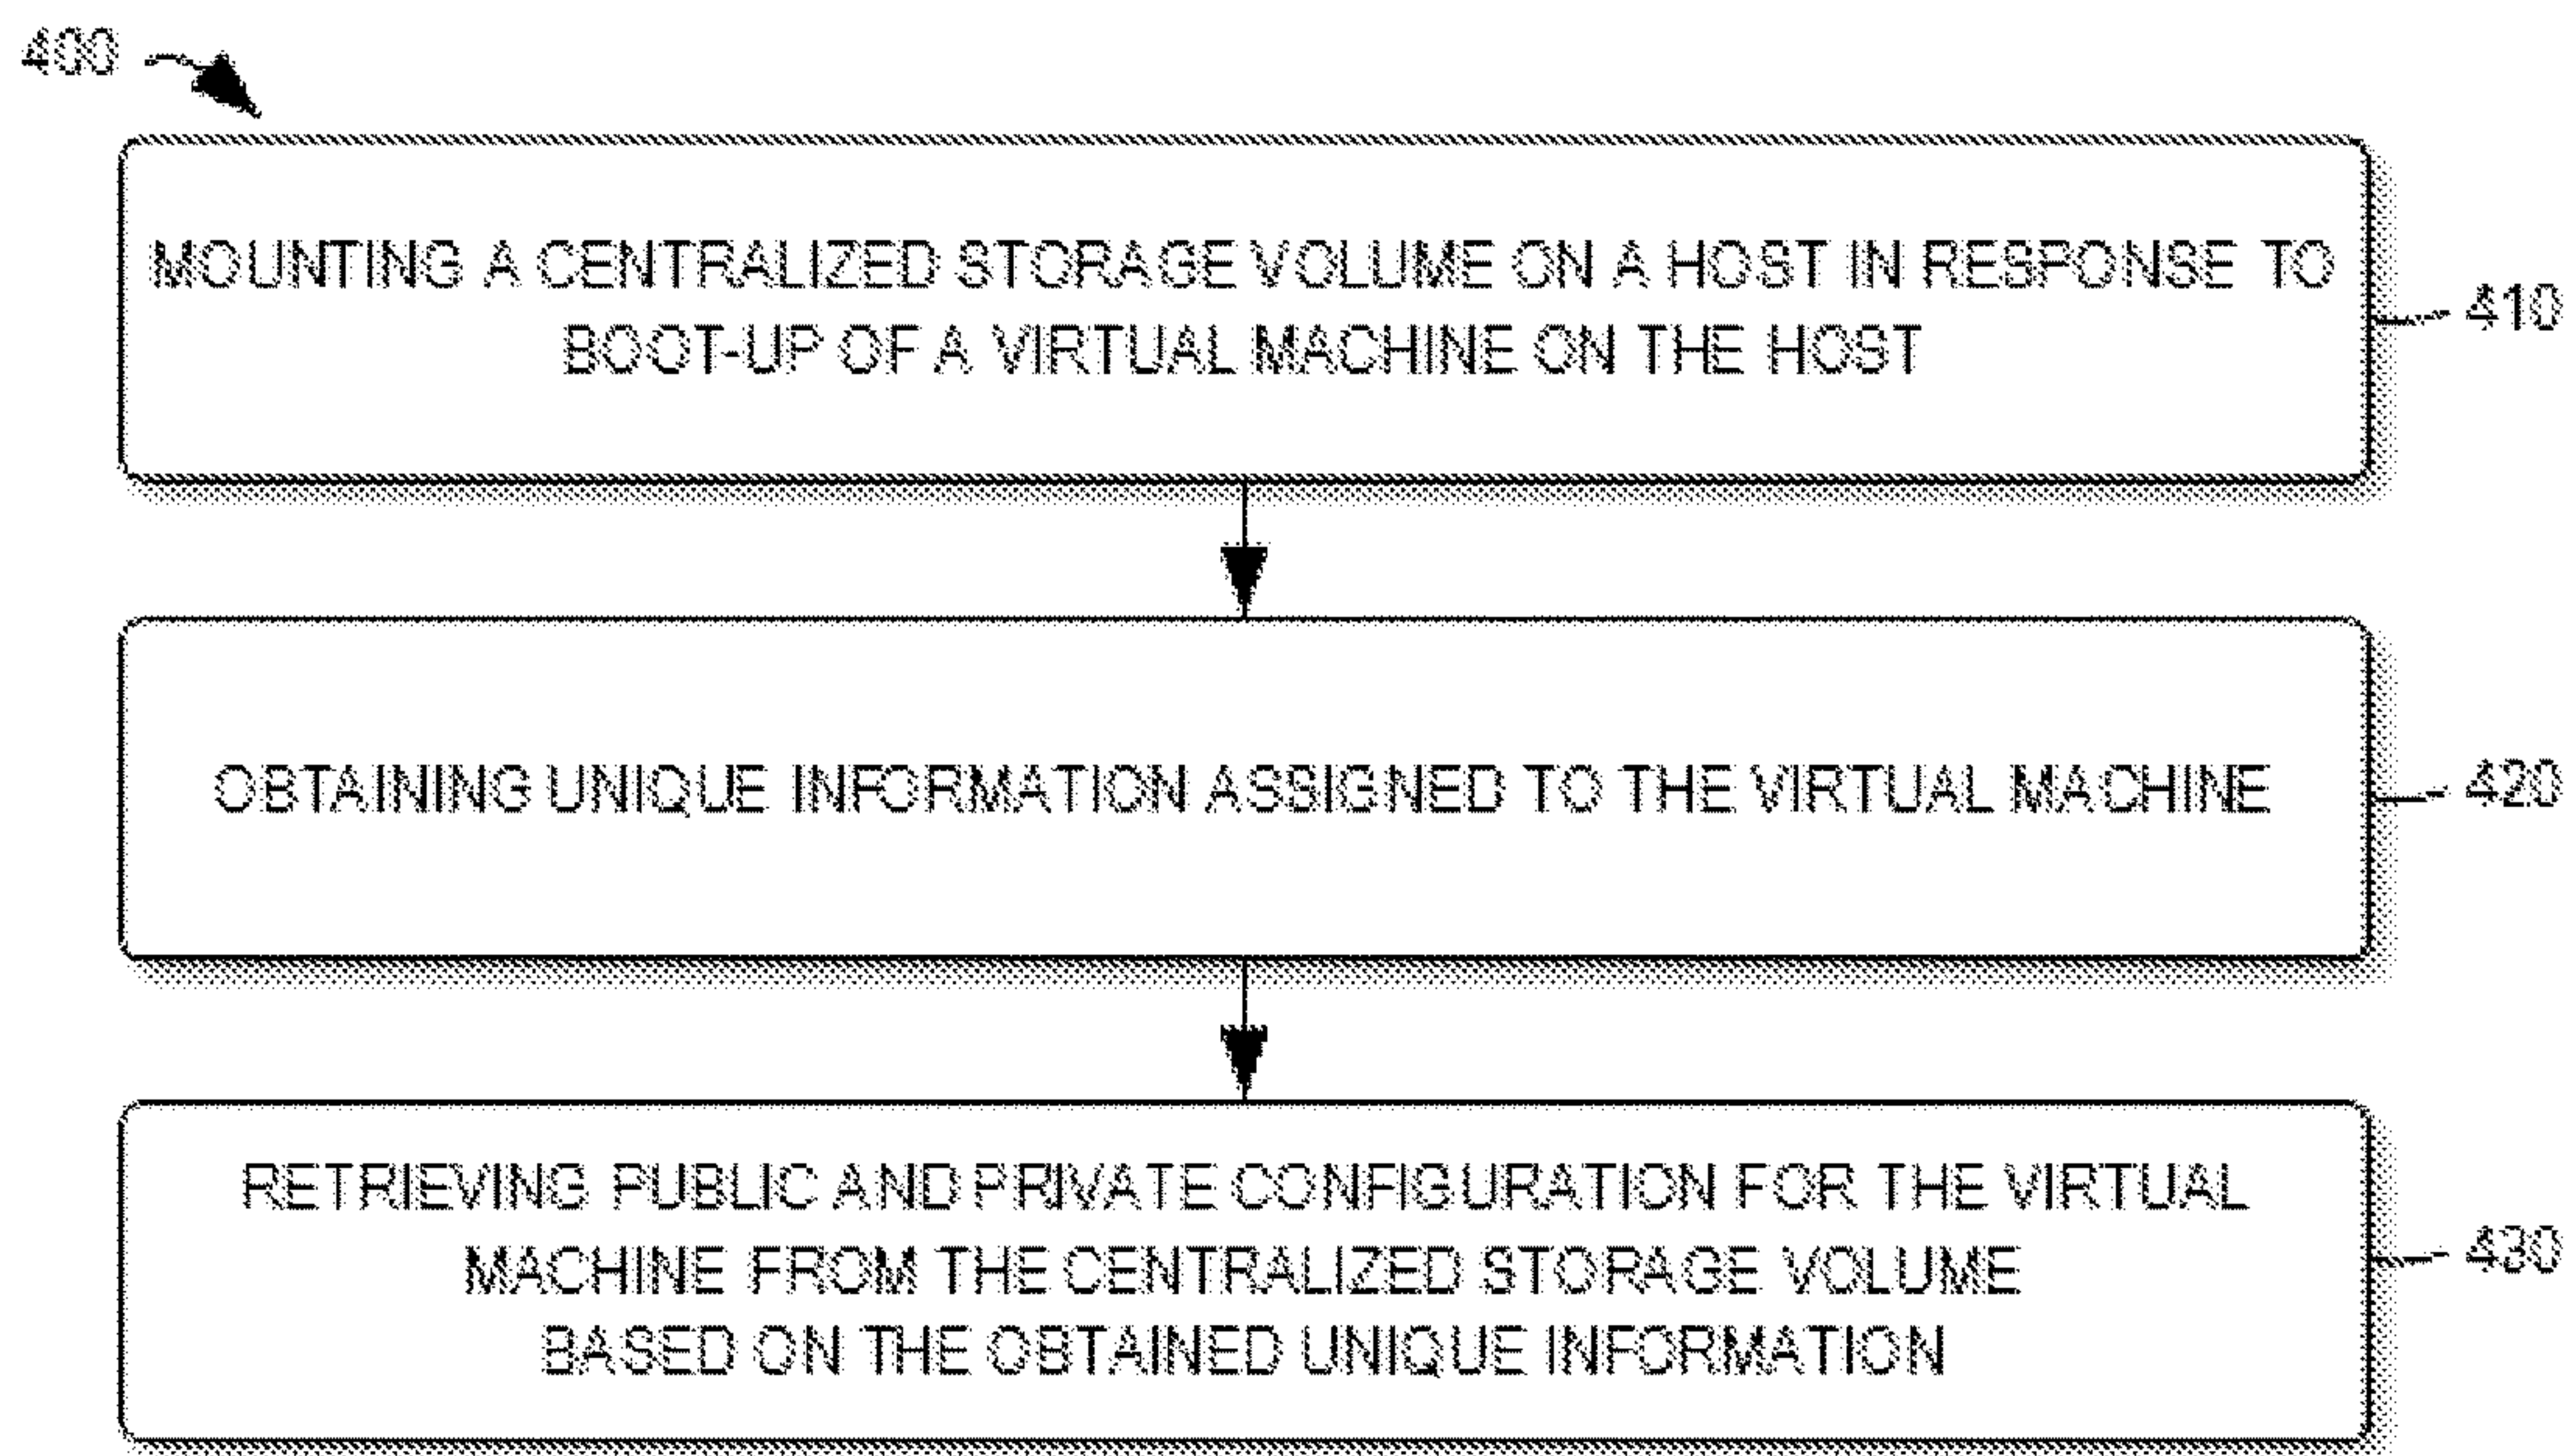 400
MOUNTING A CENTRALIZED STORAGE VOLUME ON A HOST IN RESPONSE TO
BOOT-UP OF A VIRTUAL MACHINE ON THE HOST
410
OBTAINING UNIQUE INFORMATION ASSIGNED TO THE VIRTUAL MACHINE
420
RETRIEVING PUBLIC AND PRIVATE CONFIGURATION FOR THE VIRTUAL
MACHINE FROM THE CENTRALIZED STORAGE VOLUME
BASED ON THE OBTAINED UNIQUE INFORMATION
430